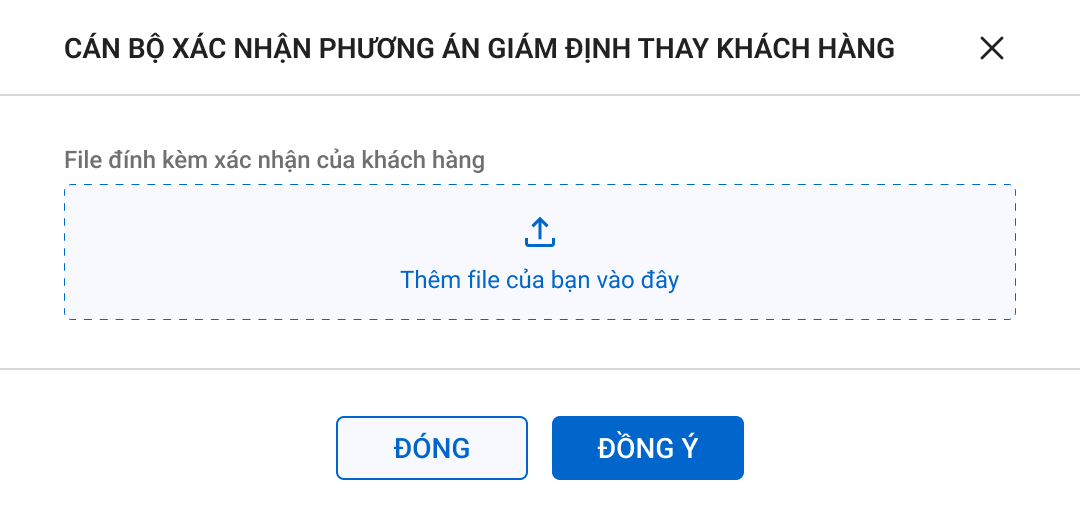 CÁN BỘ XÁC NHẬN PHƯƠNG ÁN GIÁM ĐỊNH THAY KHÁCH HÀNG
File đính kèm xác nhận của khách hàng
Thêm file của bạn vào đây
ĐÓNG
ĐỒNG Ý